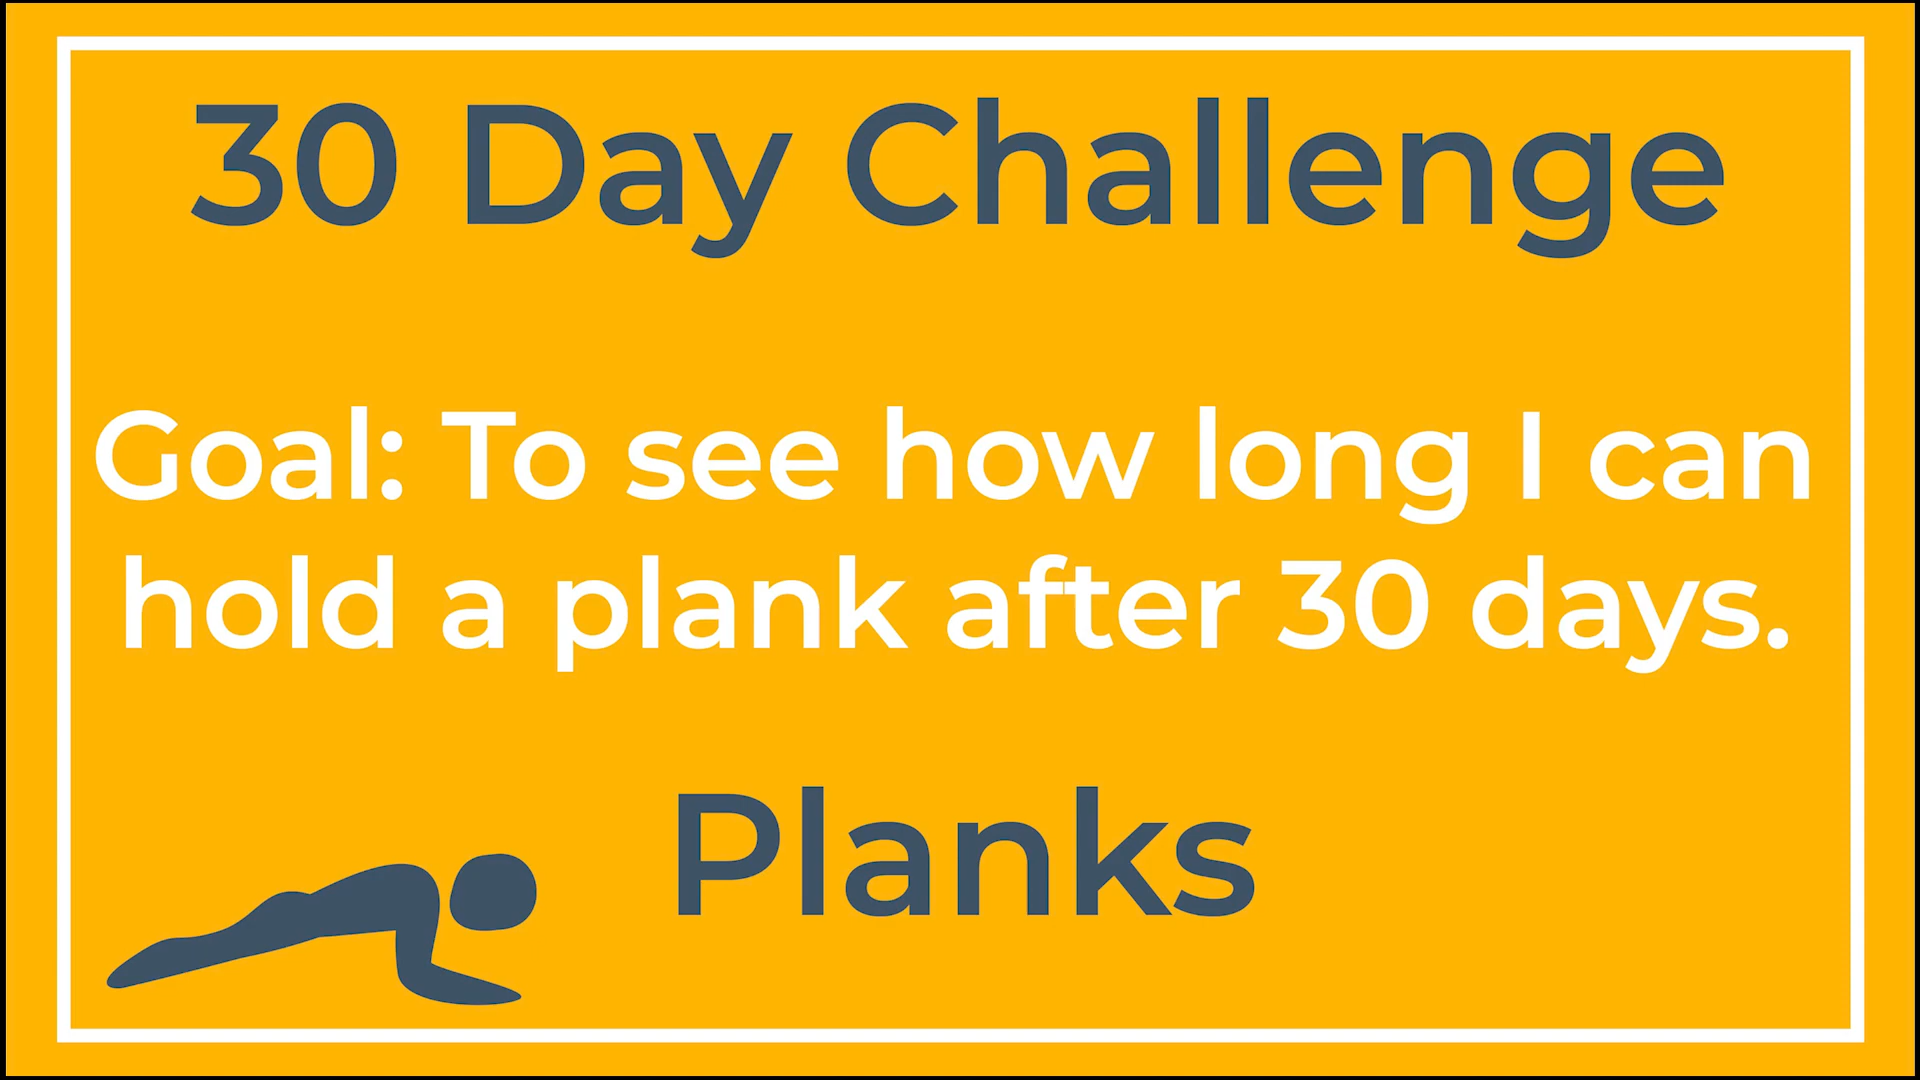 30 Day Challenge
Goal: To see how long I can
hold a plank after 30 days.
Planks